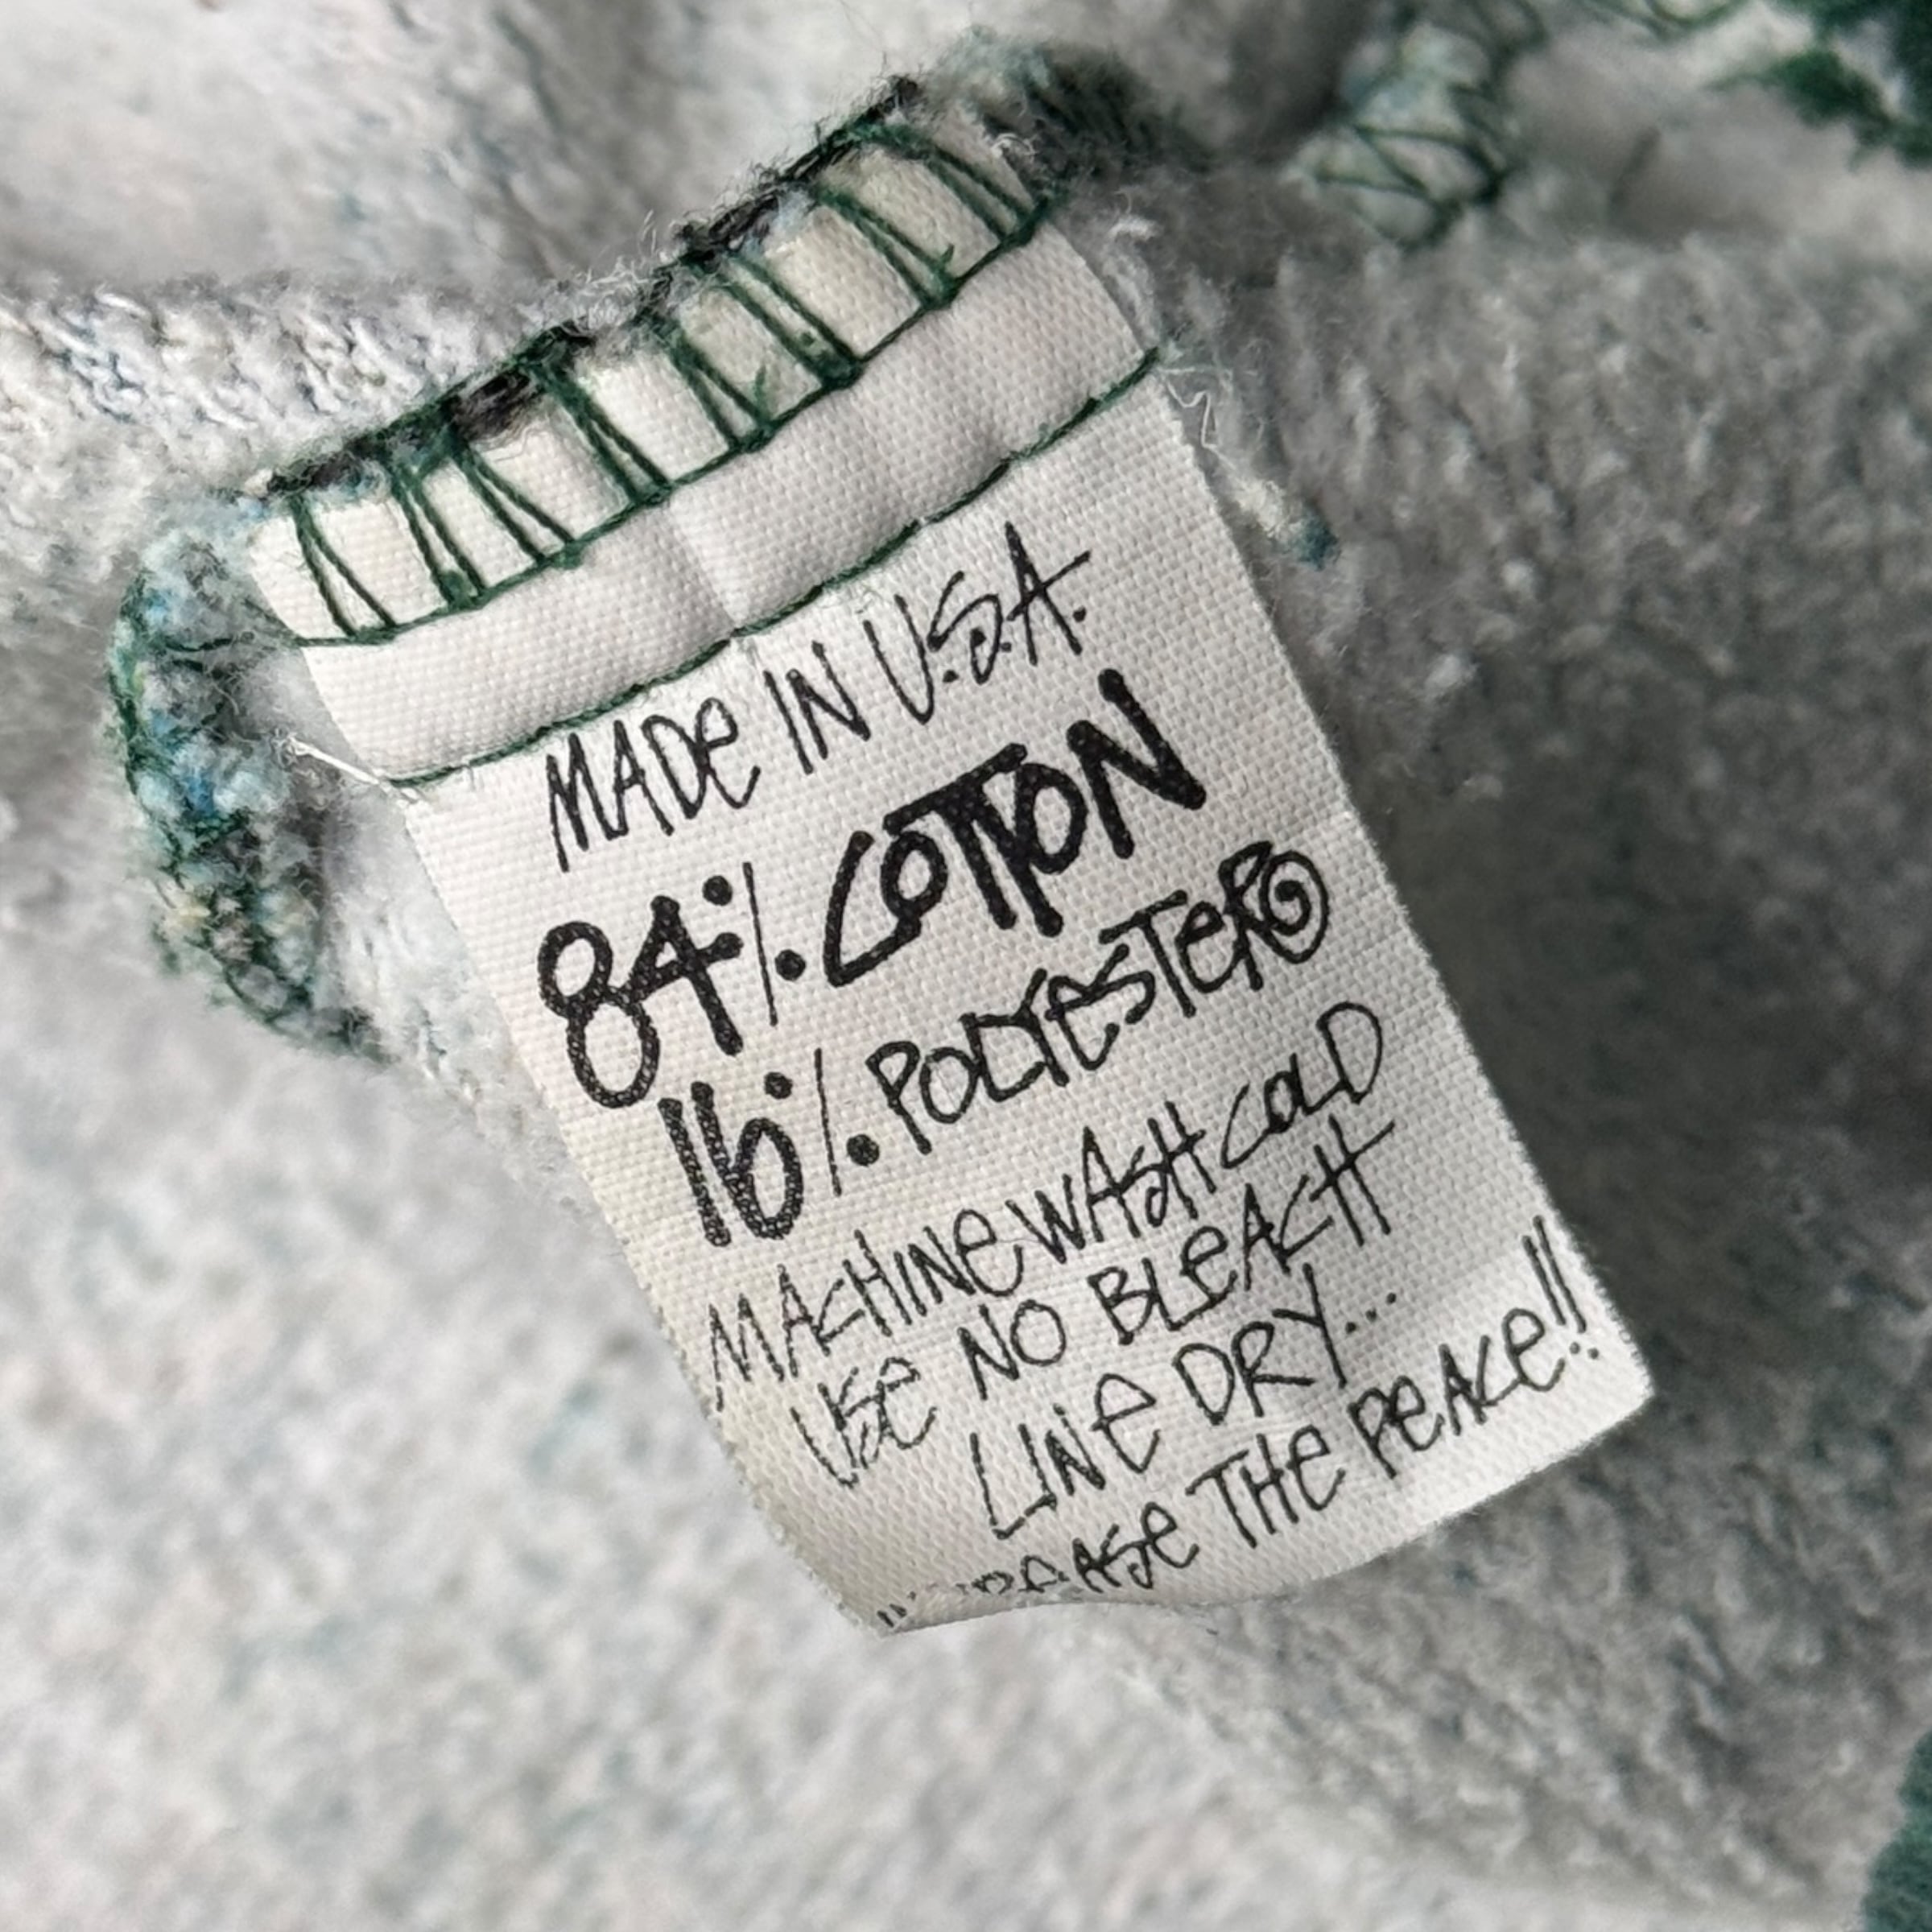 MADE IN U.S.A.
84% COTTON
16% POLYESTER
MACHINE WASH COLD
USE NO BLEACH
LINE DRY...
THE PEACE!!